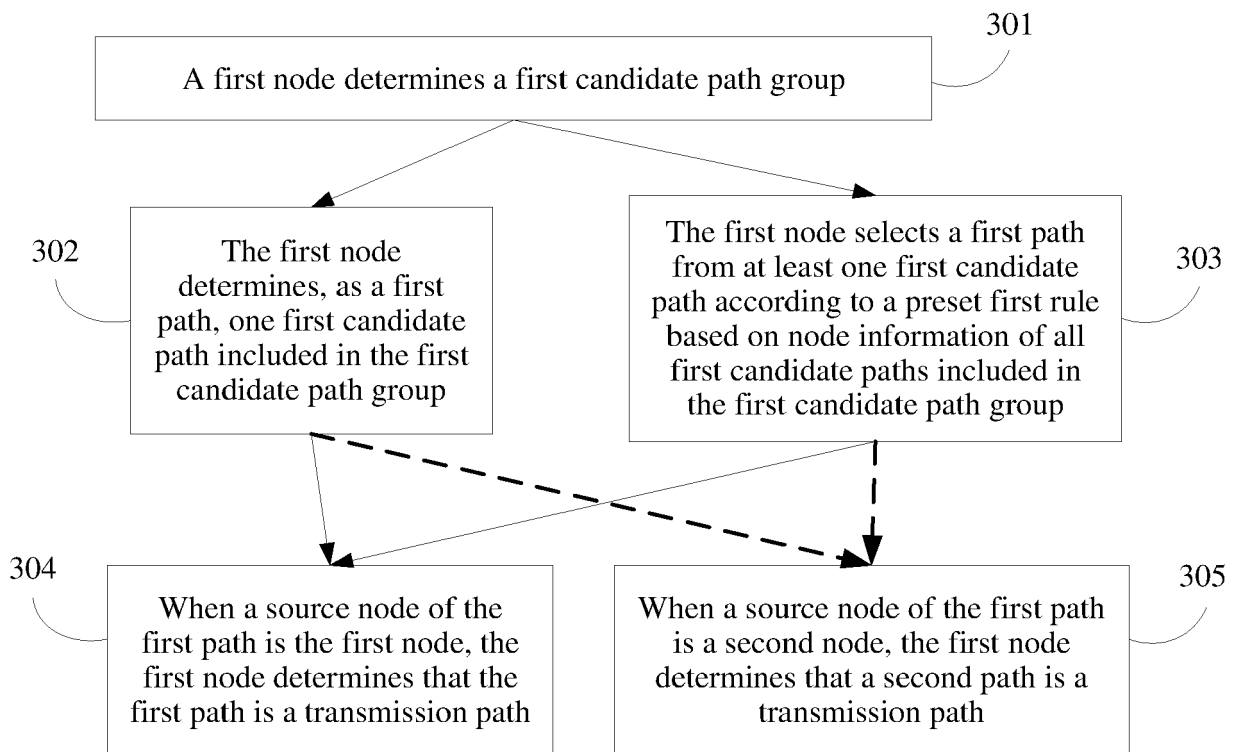 301
A first node determines a first candidate path group
302
The first node
determines, as a first
path, one first candidate
path included in the first
candidate path group
The first node selects a first path
from at least one first candidate
path according to a preset first rule
based on node information of all
first candidate paths included in
the first candidate path group
303
304
When a source node of the
first path is the first node, the
first node determines that the
first path is a transmission path
When a source node of the first path
is a second node, the first node
determines that a second path is a
transmission path
305